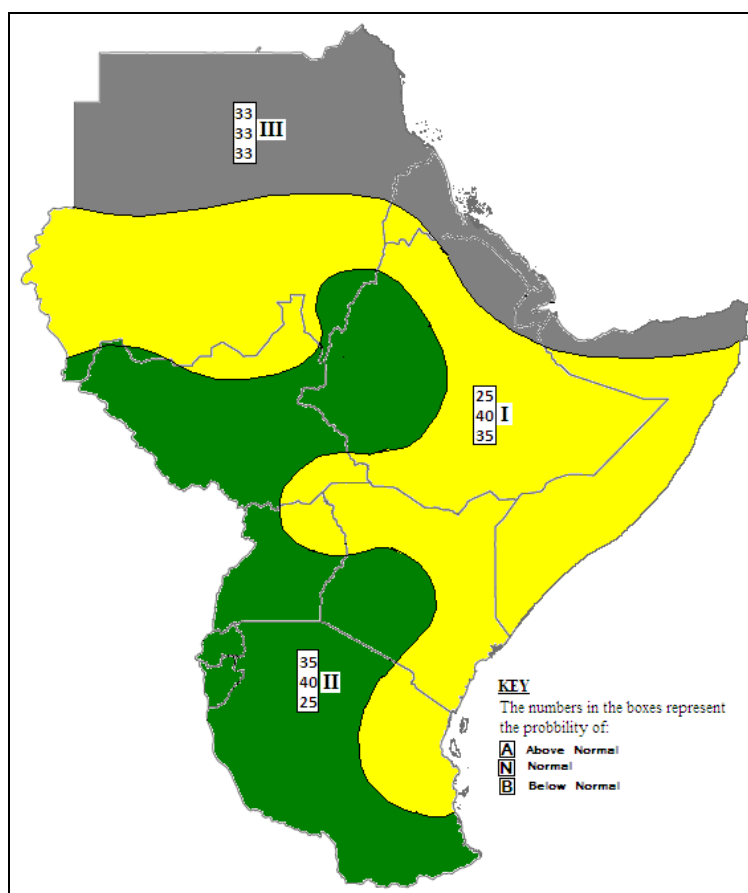 33
33 III
33
25
40 I
35
35
40 II
25
KEY
The numbers in the boxes represent
the probbility of:
A Above Normal
N Normal
B Below Normal